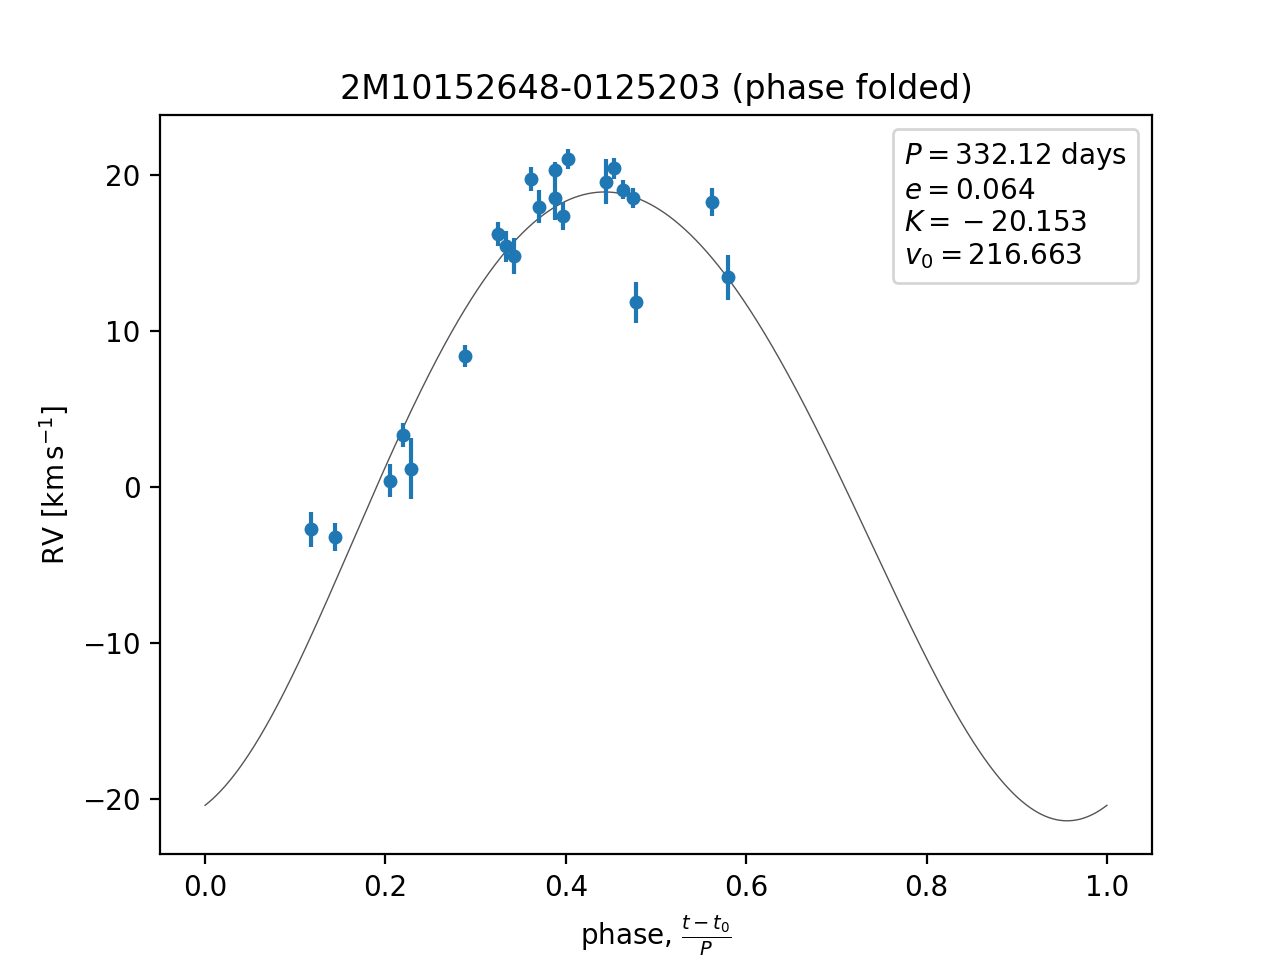 2M10152648-0125203 (phase folded)
P = 332.12 days
e = 0.064
K = −20.153
v₀ = 216.663
20
10
0
−10
−20
RV [km s⁻¹]
0.0 0.2 0.4 0.6 0.8 1.0
phase, (t − t₀)/P